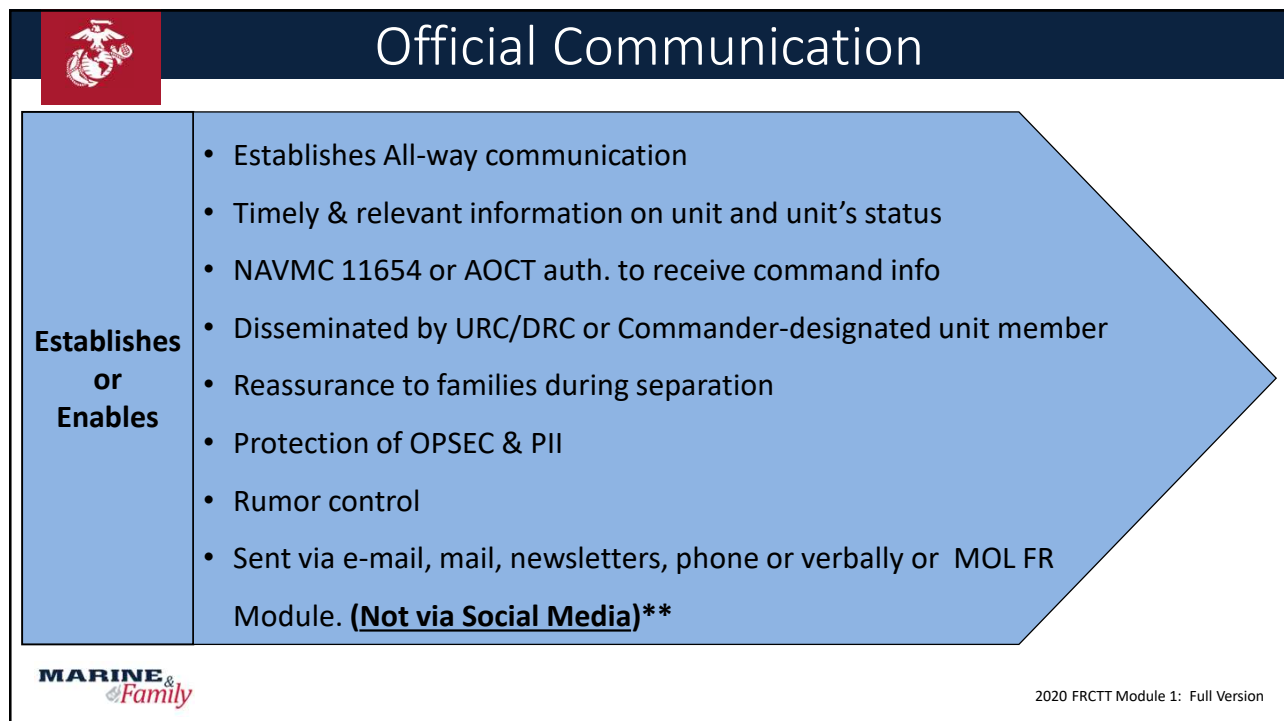 Official Communication
Establishes
or
Enables
• Establishes All-way communication
• Timely & relevant information on unit and unit’s status
• NAVMC 11654 or AOCT auth. to receive command info
• Disseminated by URC/DRC or Commander-designated unit member
• Reassurance to families during separation
• Protection of OPSEC & PII
• Rumor control
• Sent via e-mail, mail, newsletters, phone or verbally or MOL FR
Module. (Not via Social Media)**
MARINE &
Family
2020 FRCTT Module 1: Full Version